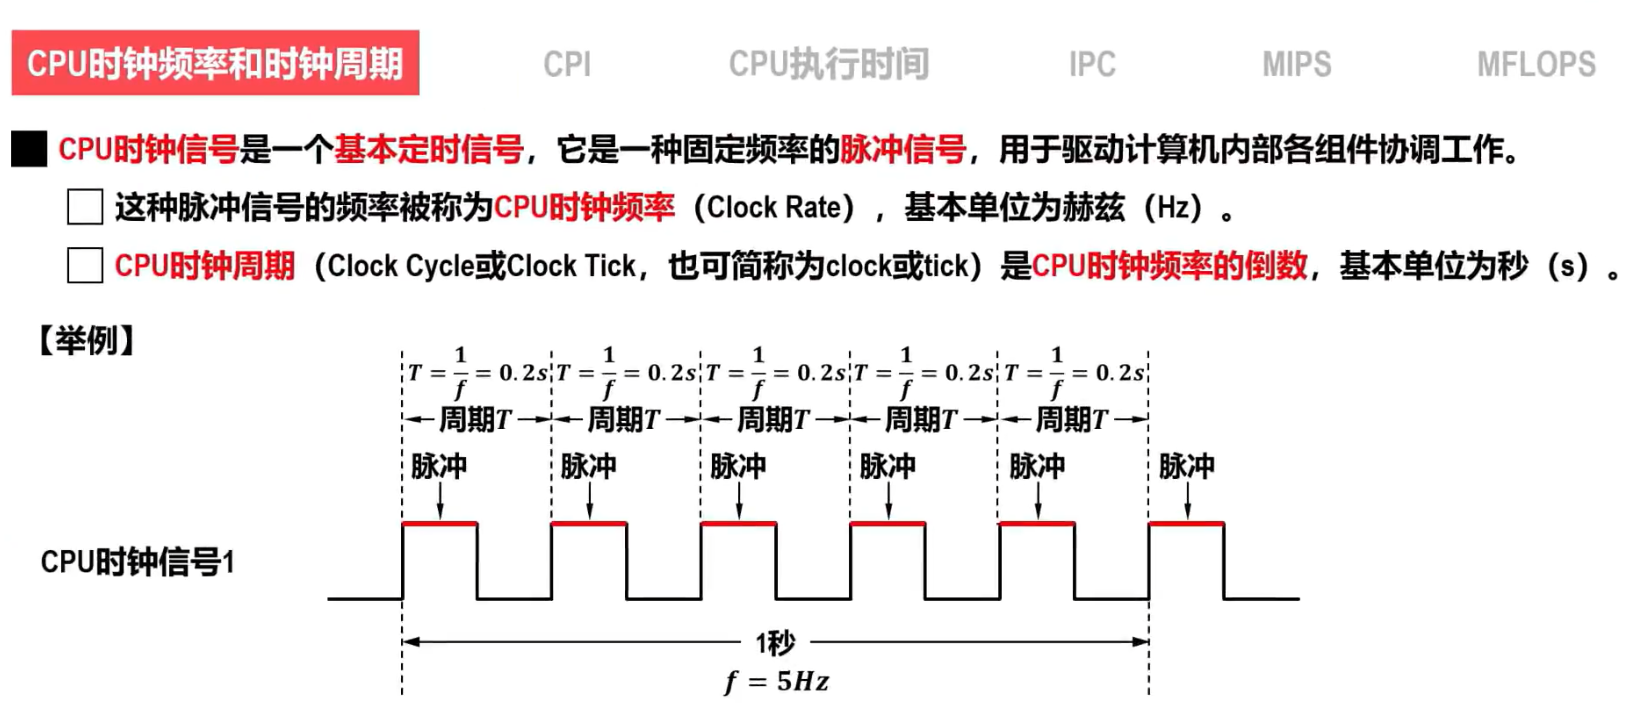 CPU时钟频率和时钟周期 CPI CPU执行时间 IPC MIPS MFLOPS
CPU时钟信号是一个基本定时信号，它是一种固定频率的脉冲信号，用于驱动计算机内部各组件协调工作。
这种脉冲信号的频率被称为CPU时钟频率（Clock Rate），基本单位为赫兹（Hz）。
CPU时钟周期（Clock Cycle或Clock Tick，也可简称为clock或tick）是CPU时钟频率的倒数，基本单位为秒（s）。
【举例】
T = 1/f = 0.2s T = 1/f = 0.2s T = 1/f = 0.2s T = 1/f = 0.2s T = 1/f = 0.2s
周期T 周期T 周期T 周期T 周期T
脉冲 脉冲 脉冲 脉冲 脉冲 脉冲
CPU时钟信号1
1秒
f = 5Hz